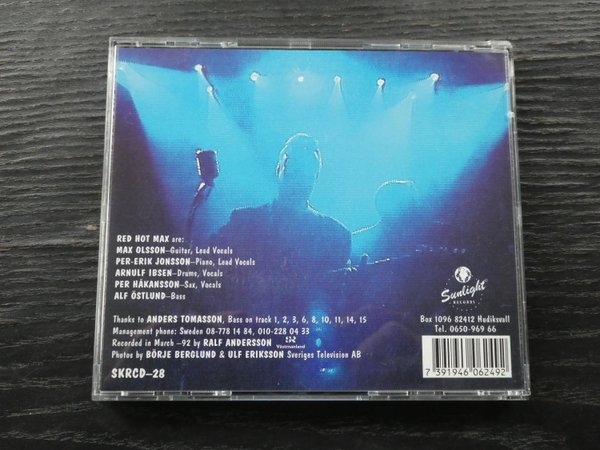 RED HOT MAX are:
MAX OLSSON—Guitar, Lead Vocals
PER-ERIK JONSSON—Piano, Lead Vocals
ARNULF IBSEN—Drums, Vocals
PER HÅKANSSON—Sax, Vocals
ALF ÖSTLUND—Bass
Thanks to ANDERS TOMASSON, Bass on track 1, 2, 3, 6, 8, 10, 11, 14, 15
Management phone: Sweden 08-778 14 84, 010-228 04 33
Recorded in March -92 by RALF ANDERSSON SR Västmanland
Photos by BÖRJE BERGLUND & ULF ERIKSSON Sveriges Television AB
SKRCD—28
Sunlight
RECORDS
Box 1096 82412 Hudiksvall
Tel. 0650-969 66
7 391946 062492